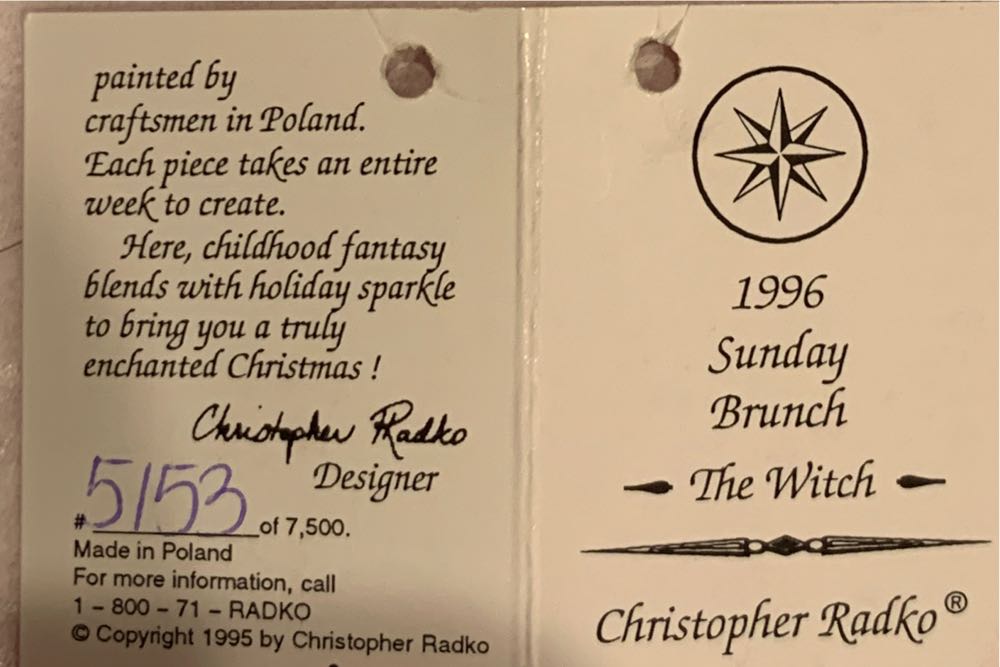 painted by
craftsmen in Poland.
Each piece takes an entire
week to create.
Here, childhood fantasy
blends with holiday sparkle
to bring you a truly
enchanted Christmas !
Christopher Radko
Designer
# 5153 of 7,500.
Made in Poland
For more information, call
1 – 800 – 71 – RADKO
© Copyright 1995 by Christopher Radko
1996
Sunday
Brunch
The Witch
Christopher Radko®